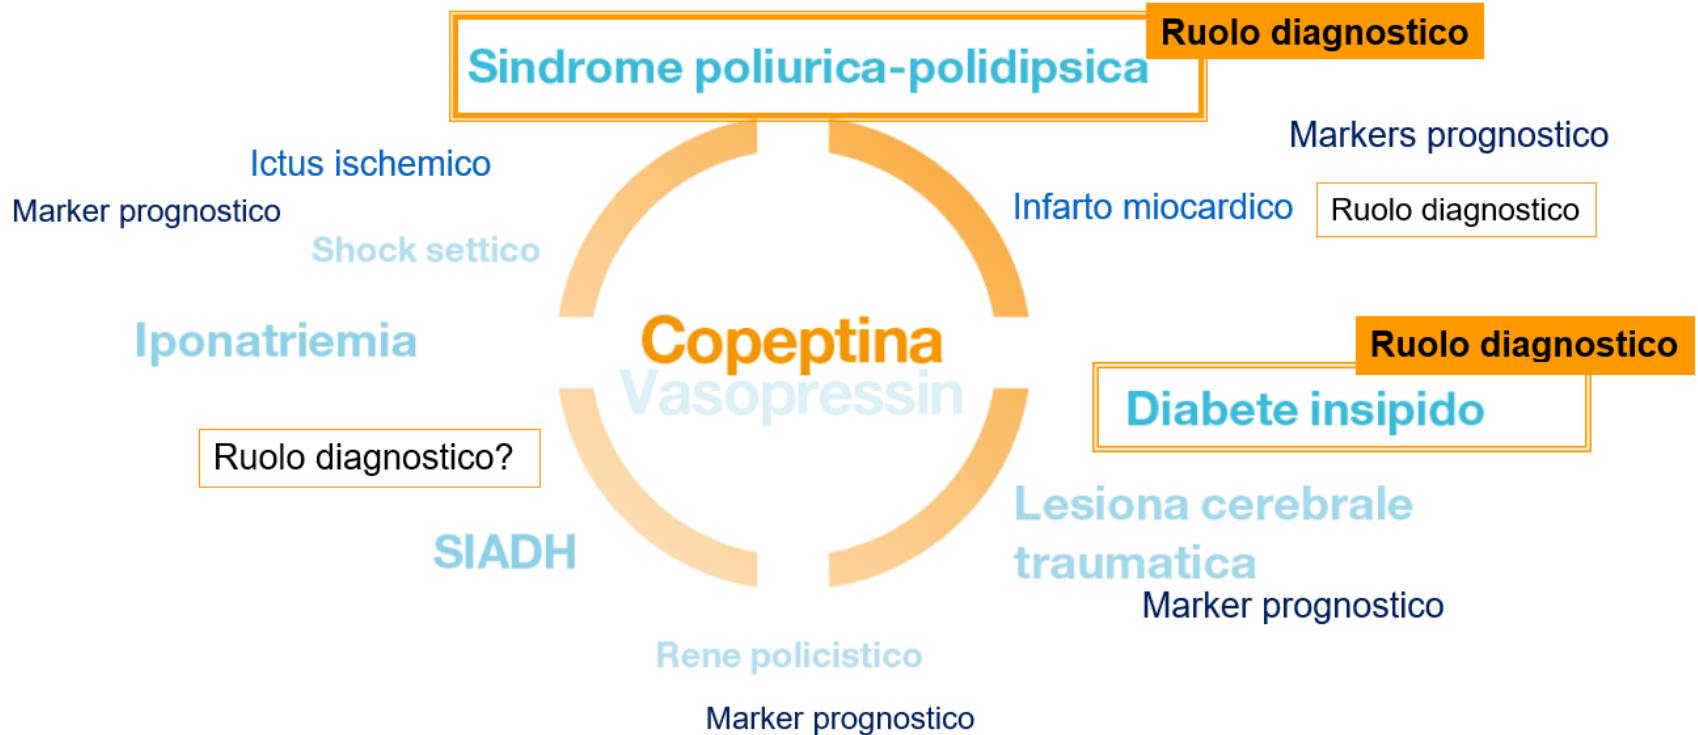 Ruolo diagnostico
Sindrome poliurica-polidipsica
Markers prognostico
Ictus ischemico
Marker prognostico
Infarto miocardico
Ruolo diagnostico
Shock settico
Iponatriemia
Copeptina
Vasopressin
Ruolo diagnostico
Diabete insipido
Ruolo diagnostico?
Lesiona cerebrale
traumatica
SIADH
Marker prognostico
Rene policistico
Marker prognostico